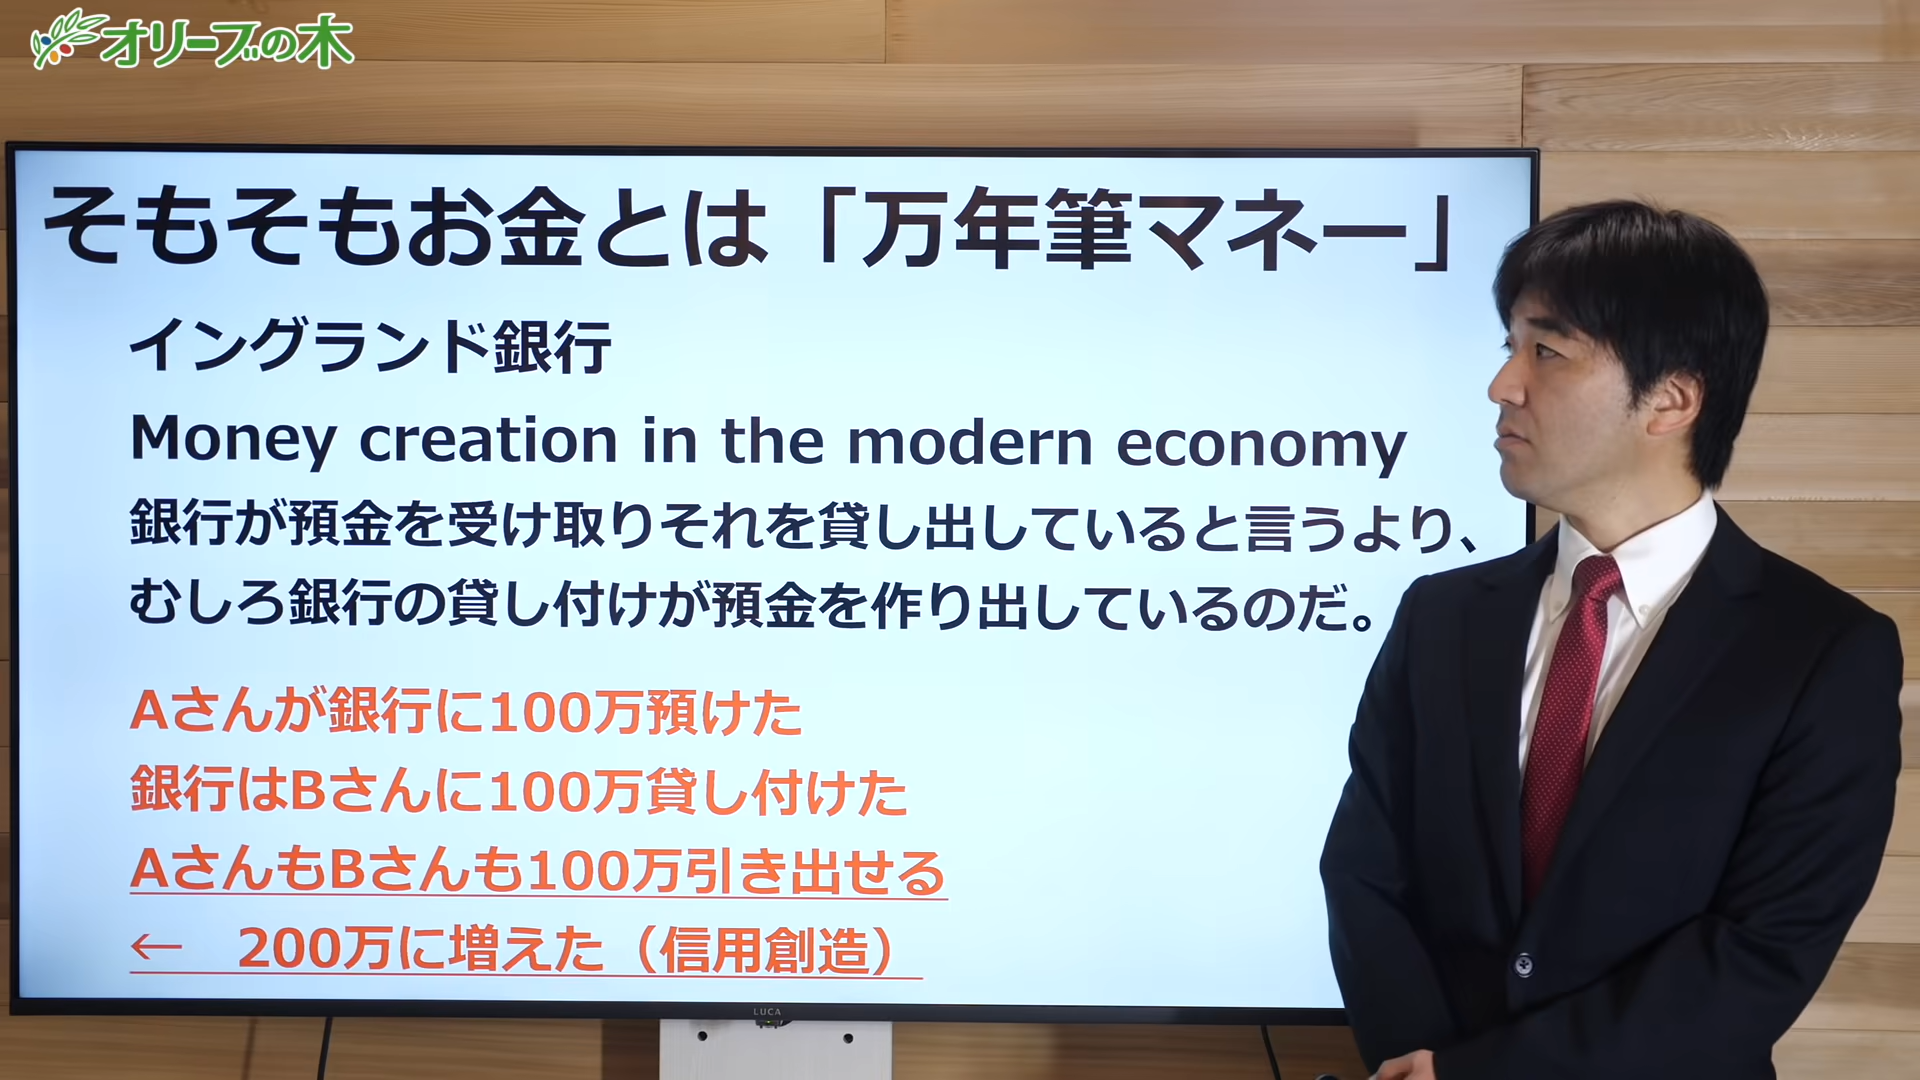 オリーブの木
そもそもお金とは「万年筆マネー」
イングランド銀行
Money creation in the modern economy
銀行が預金を受け取りそれを貸し出していると言うより、
むしろ銀行の貸し付けが預金を作り出しているのだ。
Aさんが銀行に100万預けた
銀行はBさんに100万貸し付けた
AさんもBさんも100万引き出せる
←　200万に増えた（信用創造）
LUCA